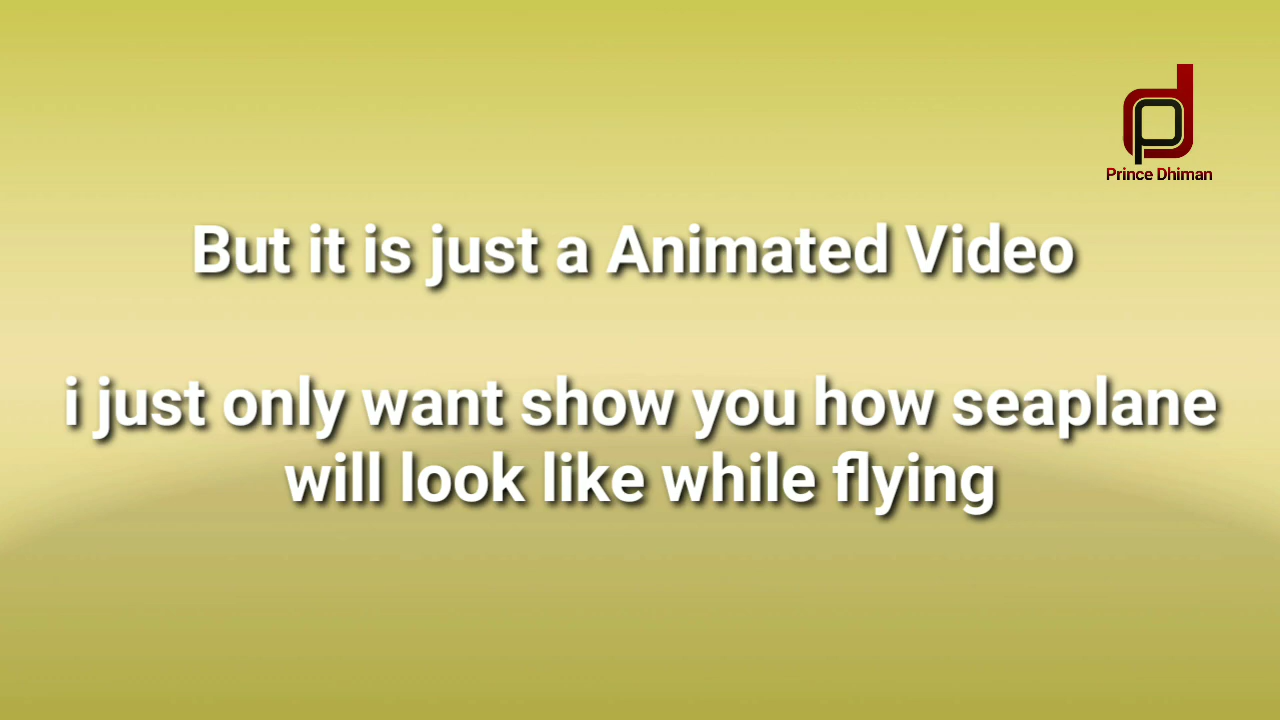 Prince Dhiman
But it is just a Animated Video
i just only want show you how seaplane
will look like while flying